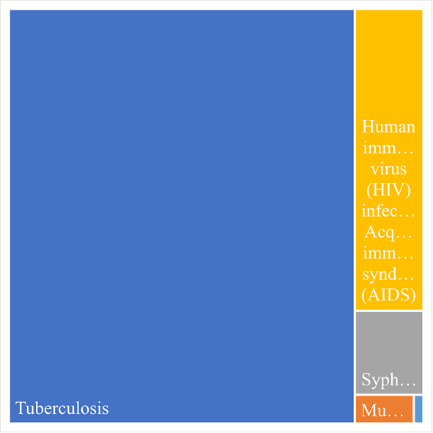 Human
imm...
virus
(HIV)
infec...
Acq...
imm...
synd...
(AIDS)
Syph...
Tuberculosis
Mu...